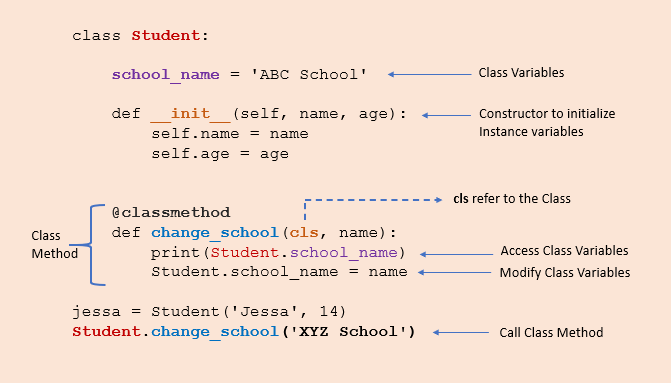 class Student:
school_name = 'ABC School'
Class Variables
def __init__(self, name, age):
Constructor to initialize
Instance variables
self.name = name
self.age = age
cls refer to the Class
@classmethod
Class
Method
def change_school(cls, name):
print(Student.school_name)
Access Class Variables
Student.school_name = name
Modify Class Variables
jessa = Student('Jessa', 14)
Student.change_school('XYZ School')
Call Class Method